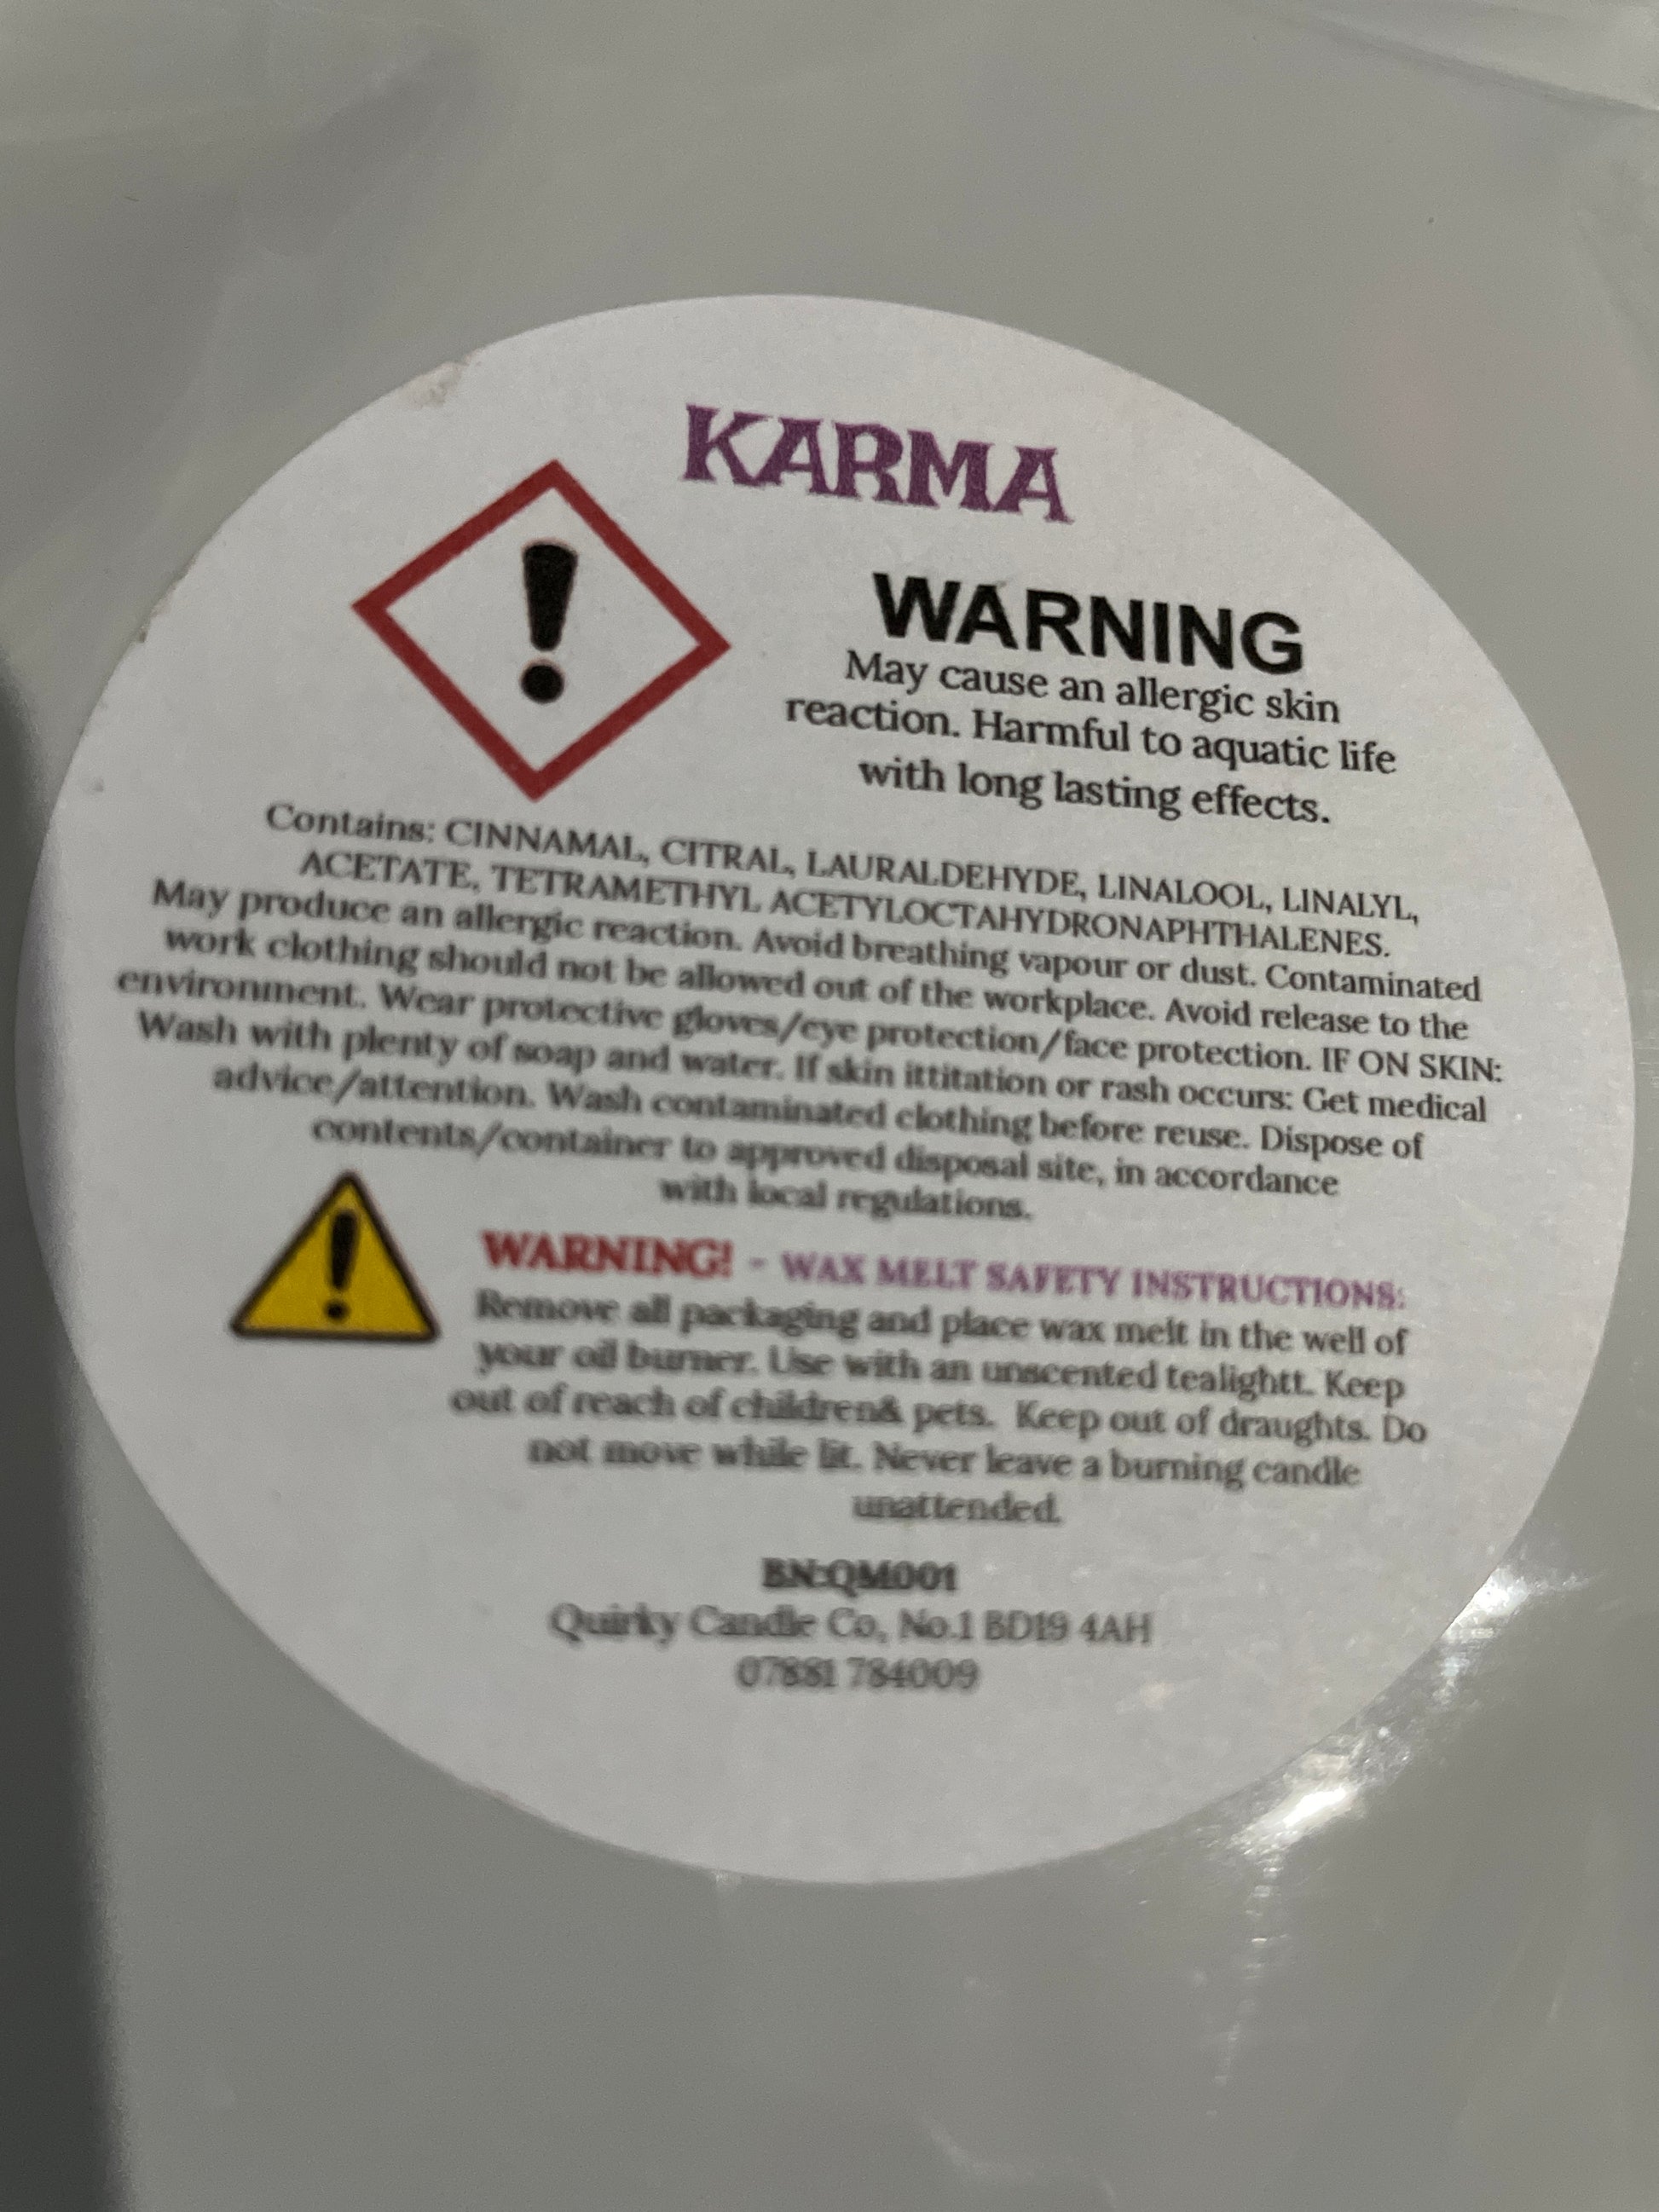 KARMA
WARNING
May cause an allergic skin
reaction. Harmful to aquatic life
with long lasting effects.
Contains: CINNAMAL, CITRAL, LAURALDEHYDE, LINALOOL, LINALYL,
ACETATE, TETRAMETHYL ACETYLOCTAHYDRONAPHTHALENES.
May produce an allergic reaction. Avoid breathing vapour or dust. Contaminated
work clothing should not be allowed out of the workplace. Avoid release to the
environment. Wear protective gloves/eye protection/face protection. IF ON SKIN:
Wash with plenty of soap and water. If skin ittitation or rash occurs: Get medical
advice/attention. Wash contaminated clothing before reuse. Dispose of
contents/container to approved disposal site, in accordance
with local regulations.
WARNING! - WAX MELT SAFETY INSTRUCTIONS:
Remove all packaging and place wax melt in the well of
your oil burner. Use with an unscented tealightt. Keep
out of reach of children& pets. Keep out of draughts. Do
not move while lit. Never leave a burning candle
unattended.
BN:QM001
Quirky Candle Co, No.1 BD19 4AH
07881 784009